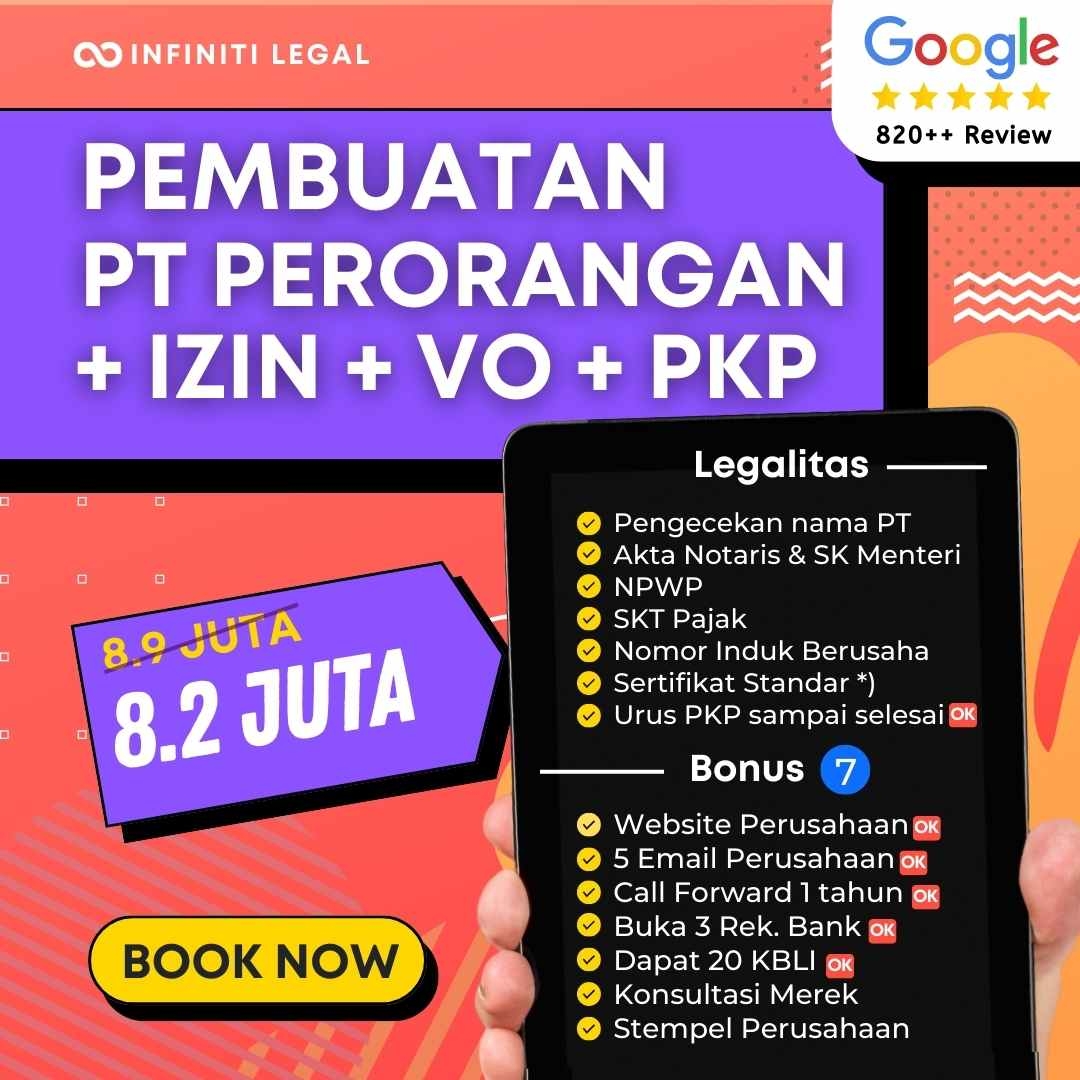 INFINITI LEGAL
Google
820++ Review
PEMBUATAN
PT PERORANGAN
+ IZIN + VO + PKP
8.9 JUTA
8.2 JUTA
BOOK NOW
Legalitas
Pengecekan nama PT
Akta Notaris & SK Menteri
NPWP
SKT Pajak
Nomor Induk Berusaha
Sertifikat Standar *)
Urus PKP sampai selesai OK
Bonus 7
Website Perusahaan OK
5 Email Perusahaan OK
Call Forward 1 tahun OK
Buka 3 Rek. Bank OK
Dapat 20 KBLI OK
Konsultasi Merek
Stempel Perusahaan